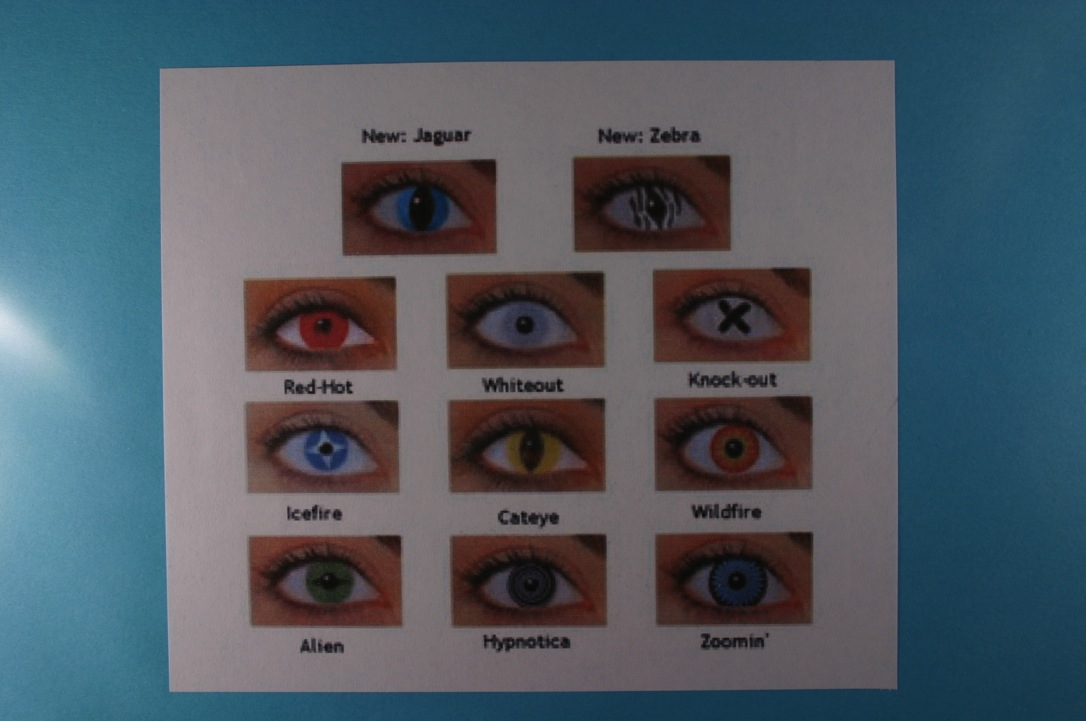 New: Jaguar
New: Zebra
Red-Hot
Whiteout
Knock-out
Icefire
Cateye
Wildfire
Alien
Hypnotica
Zoomin'